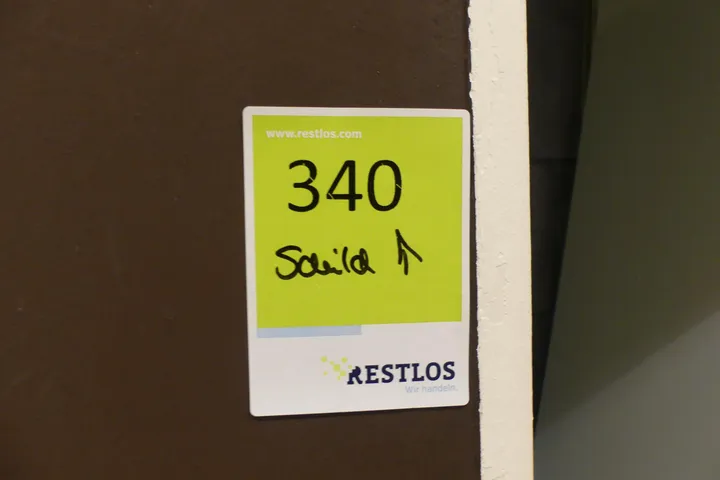 www.restlos.com
340
Schild ↑
RESTLOS
Wir handeln.